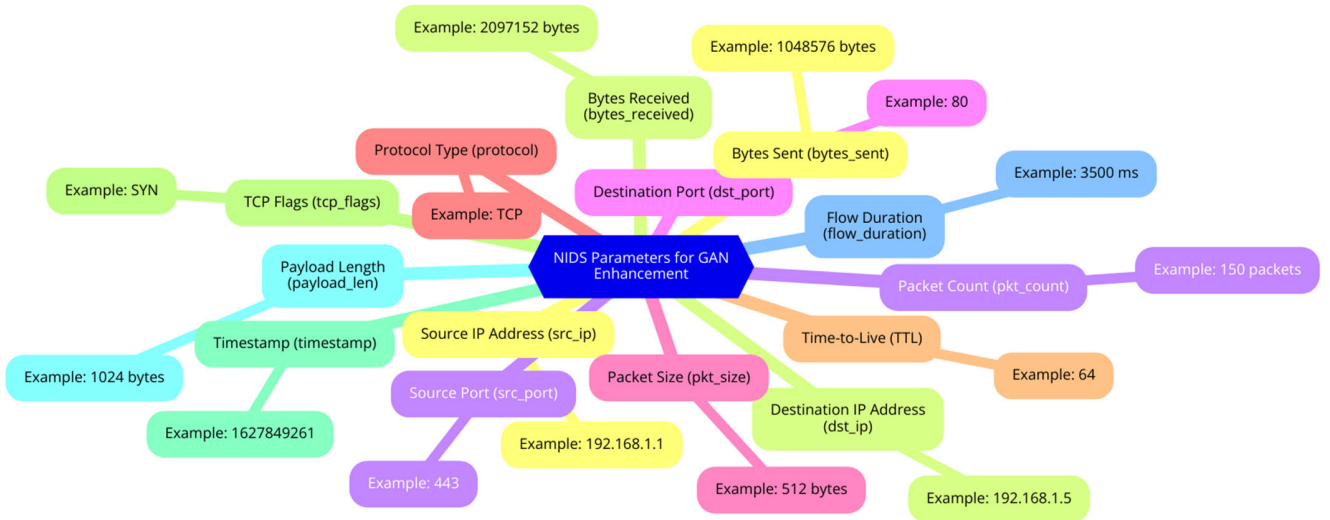 Example: 2097152 bytes
Example: 1048576 bytes
Bytes Received
(bytes_received)
Example: 80
Protocol Type (protocol)
Bytes Sent (bytes_sent)
Example: 3500 ms
Example: SYN
TCP Flags (tcp_flags)
Destination Port (dst_port)
Example: TCP
Flow Duration
(flow_duration)
NIDS Parameters for GAN
Enhancement
Payload Length
(payload_len)
Packet Count (pkt_count)
Example: 150 packets
Timestamp (timestamp)
Source IP Address (src_ip)
Time-to-Live (TTL)
Example: 1024 bytes
Source Port (src_port)
Packet Size (pkt_size)
Example: 64
Destination IP Address
(dst_ip)
Example: 1627849261
Example: 192.168.1.1
Example: 443
Example: 512 bytes
Example: 192.168.1.5